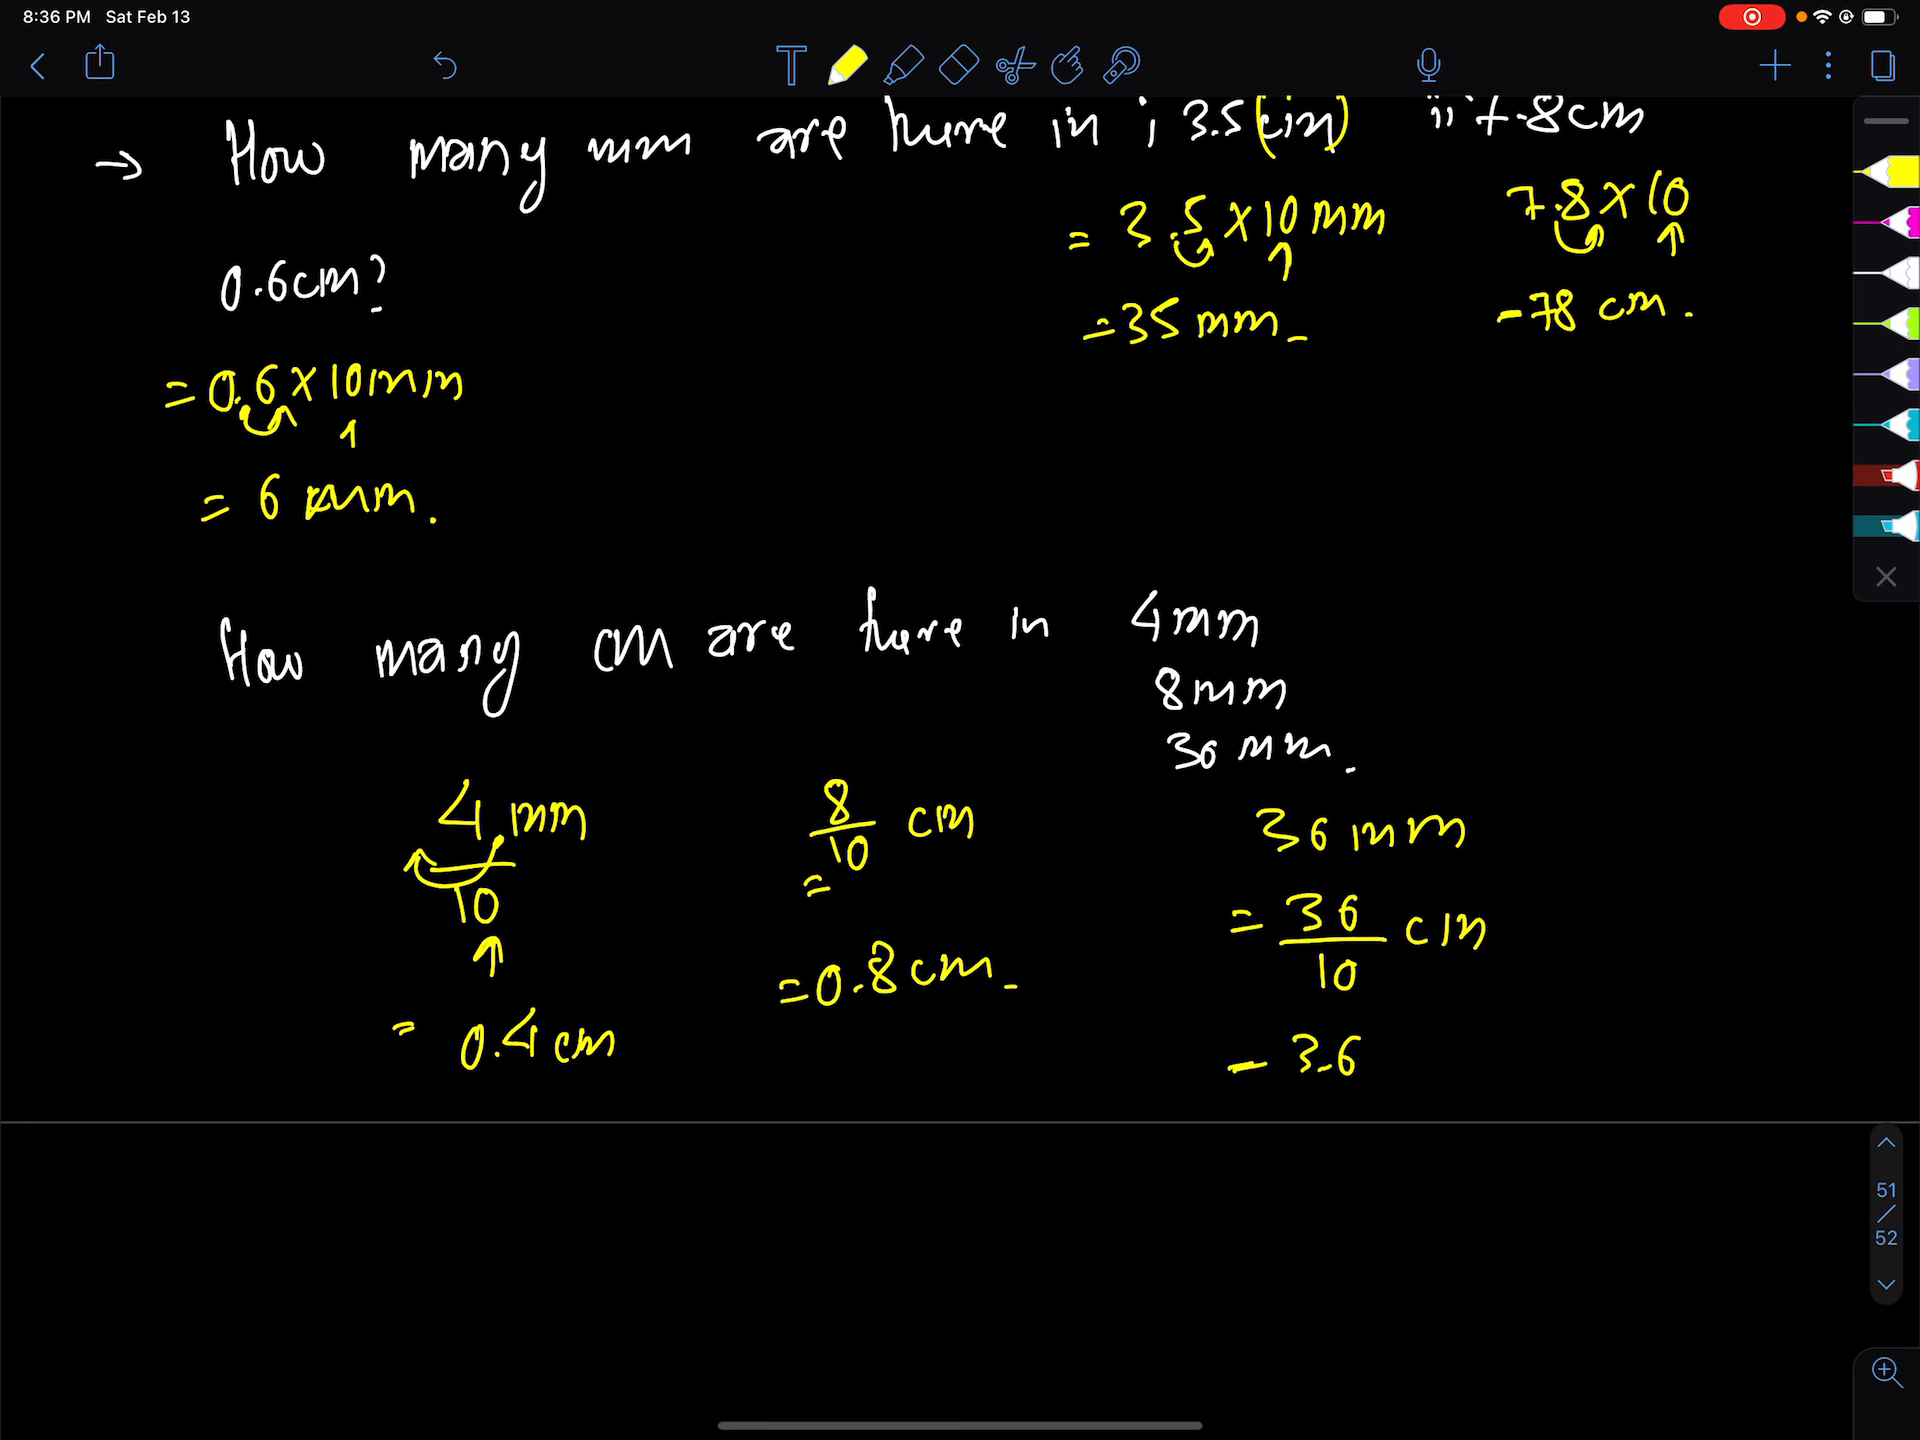 8:36 PM Sat Feb 13
→ How many mm are there in i 3.5(cm) ii 7.8cm
0.6cm?
= 3.5 x 10 mm
7.8 x 10
= 35 mm.
- 78 cm.
= 0.6 x 10 mm
= 6 mm.
How many cm are there in 4mm
8mm
36 mm.
4. mm
10
= 0.4 cm
8
10
cm
=
= 0.8 cm.
36 mm
= 36
10
cm
- 3.6
51
/
52